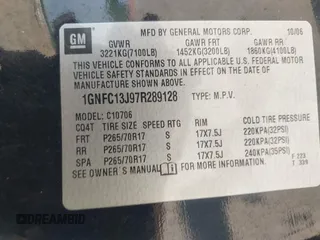 GM
MFD BY GENERAL MOTORS CORP. 10/06
GVWR GAWR FRT GAWR RR
3221KG(7100LB) 1452KG(3200LB) 1860KG(4100LB)
THIS VEHICLE CONFORMS TO ALL APPLICABLE U.S. FEDERAL
MOTOR VEHICLE SAFETY STANDARDS IN EFFECT ON THE DATE OF
MANUFACTURE SHOWN ABOVE.
1GNFC13J97R289128 TYPE: M.P.V.
MODEL: C10706
CQ4T TIRE SIZE SPEED RTG RIM COLD TIRE PRESSURE
FRT P265/70R17 S 17X7.5J 220KPA(32PSI)
RR P265/70R17 S 17X7.5J 220KPA(32PSI)
SPA P265/70R17 S 17X7.5J 240KPA(35PSI)
SEE OWNER'S MANUAL FOR MORE INFORMATION.
AUTOBIDMASTER